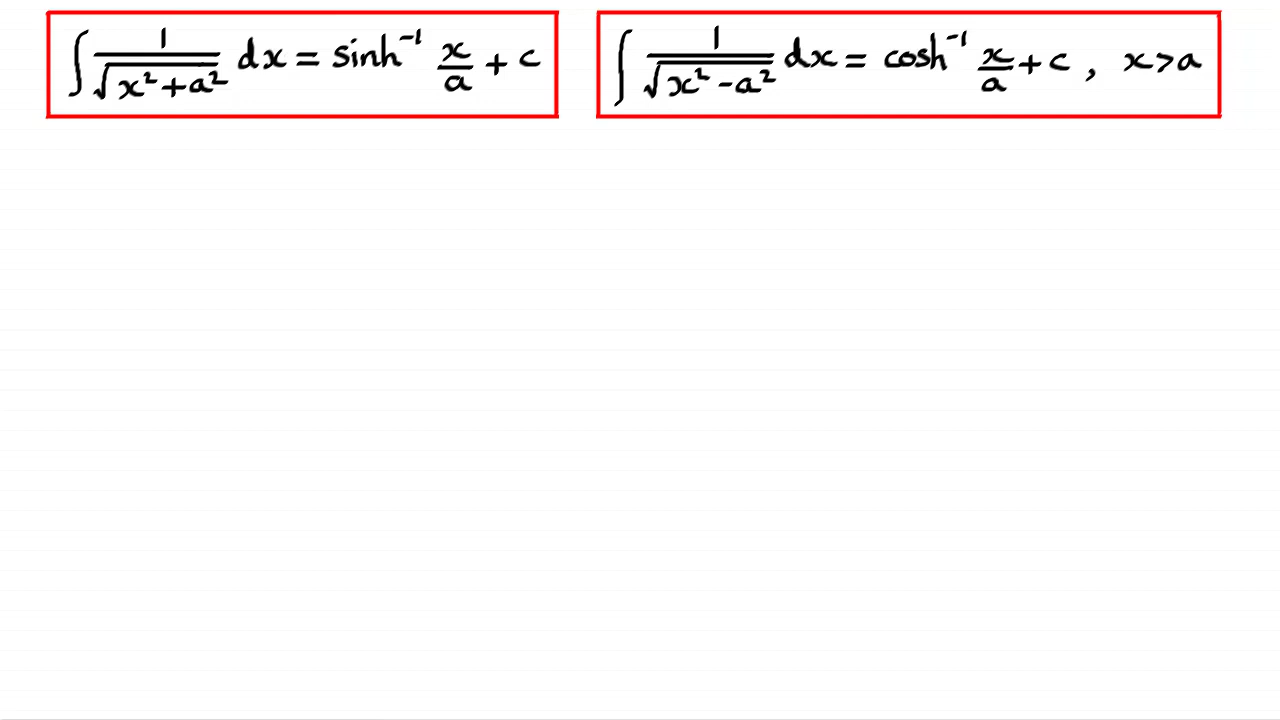 ∫ 1/√(x²+a²) dx = sinh⁻¹ x/a + c
∫ 1/√(x²-a²) dx = cosh⁻¹ x/a + c , x>a